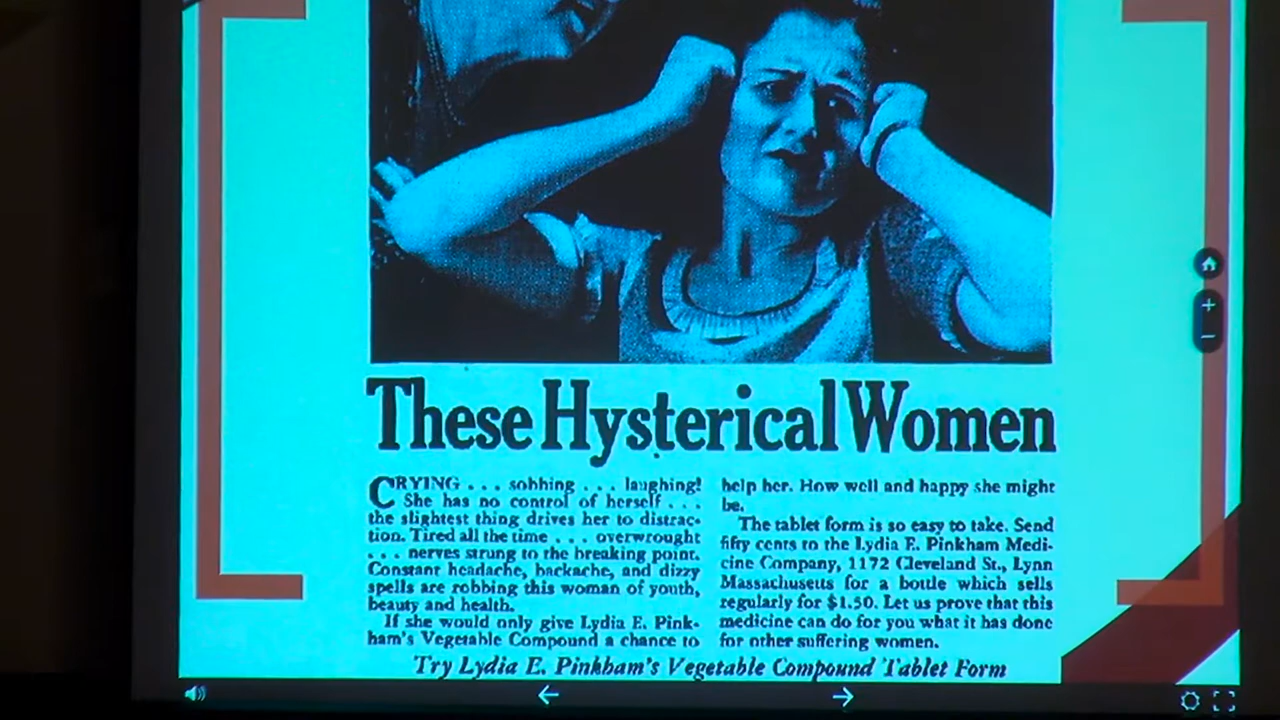 These Hysterical Women
CRYING . . . sobbing . . . laughing!
She has no control of herself . . .
the slightest thing drives her to distrac-
tion. Tired all the time . . . overwrought
. . . nerves strung to the breaking point.
Constant headache, backache, and dizzy
spells are robbing this woman of youth,
beauty and health.
If she would only give Lydia E. Pink-
ham's Vegetable Compound a chance to
help her. How well and happy she might
be.
The tablet form is so easy to take. Send
fifty cents to the Lydia E. Pinkham Medi-
cine Company, 1172 Cleveland St., Lynn
Massachusetts for a bottle which sells
regularly for $1.50. Let us prove that this
medicine can do for you what it has done
for other suffering women.
Try Lydia E. Pinkham's Vegetable Compound Tablet Form